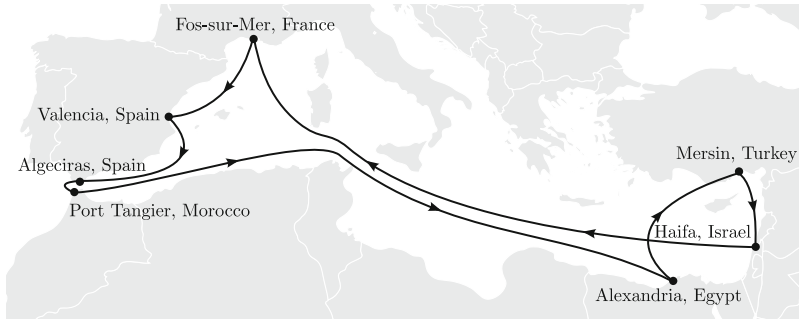 Fos-sur-Mer, France
Valencia, Spain
Algeciras, Spain
Mersin, Turkey
Port Tangier, Morocco
Haifa, Israel
Alexandria, Egypt